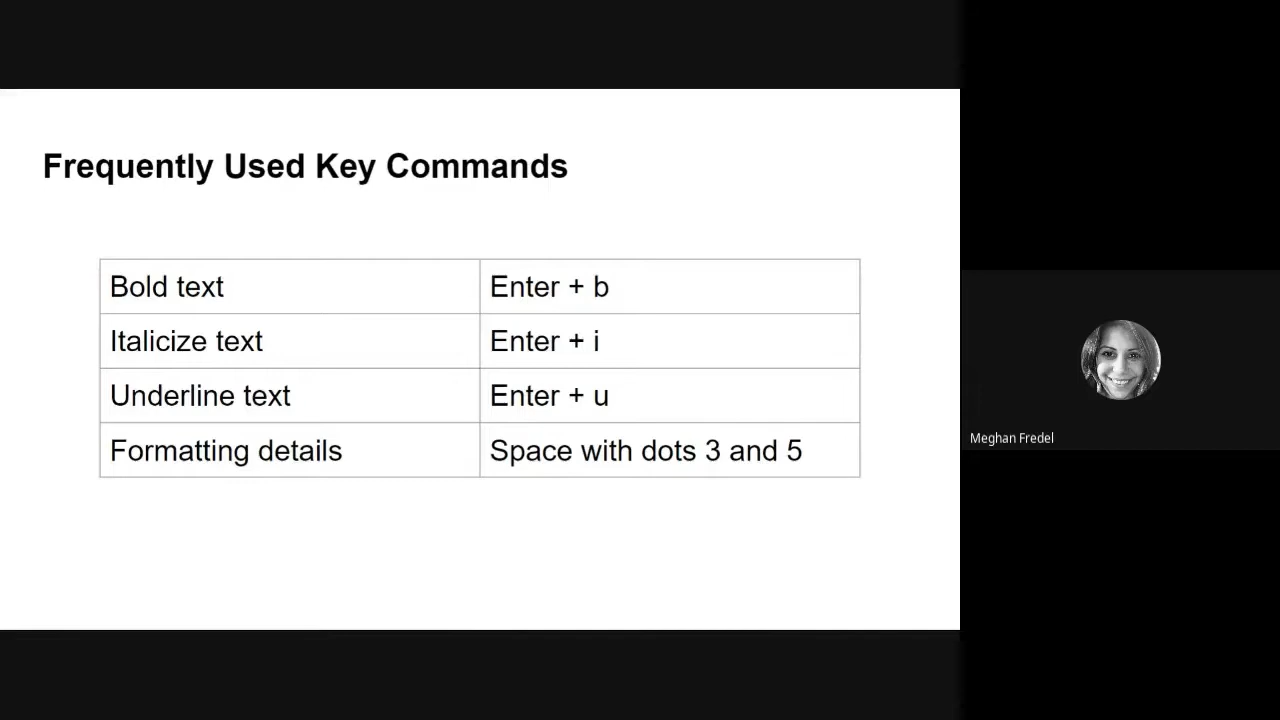 Frequently Used Key Commands
Bold text Enter + b
Italicize text Enter + i
Underline text Enter + u
Formatting details Space with dots 3 and 5
Meghan Fredel